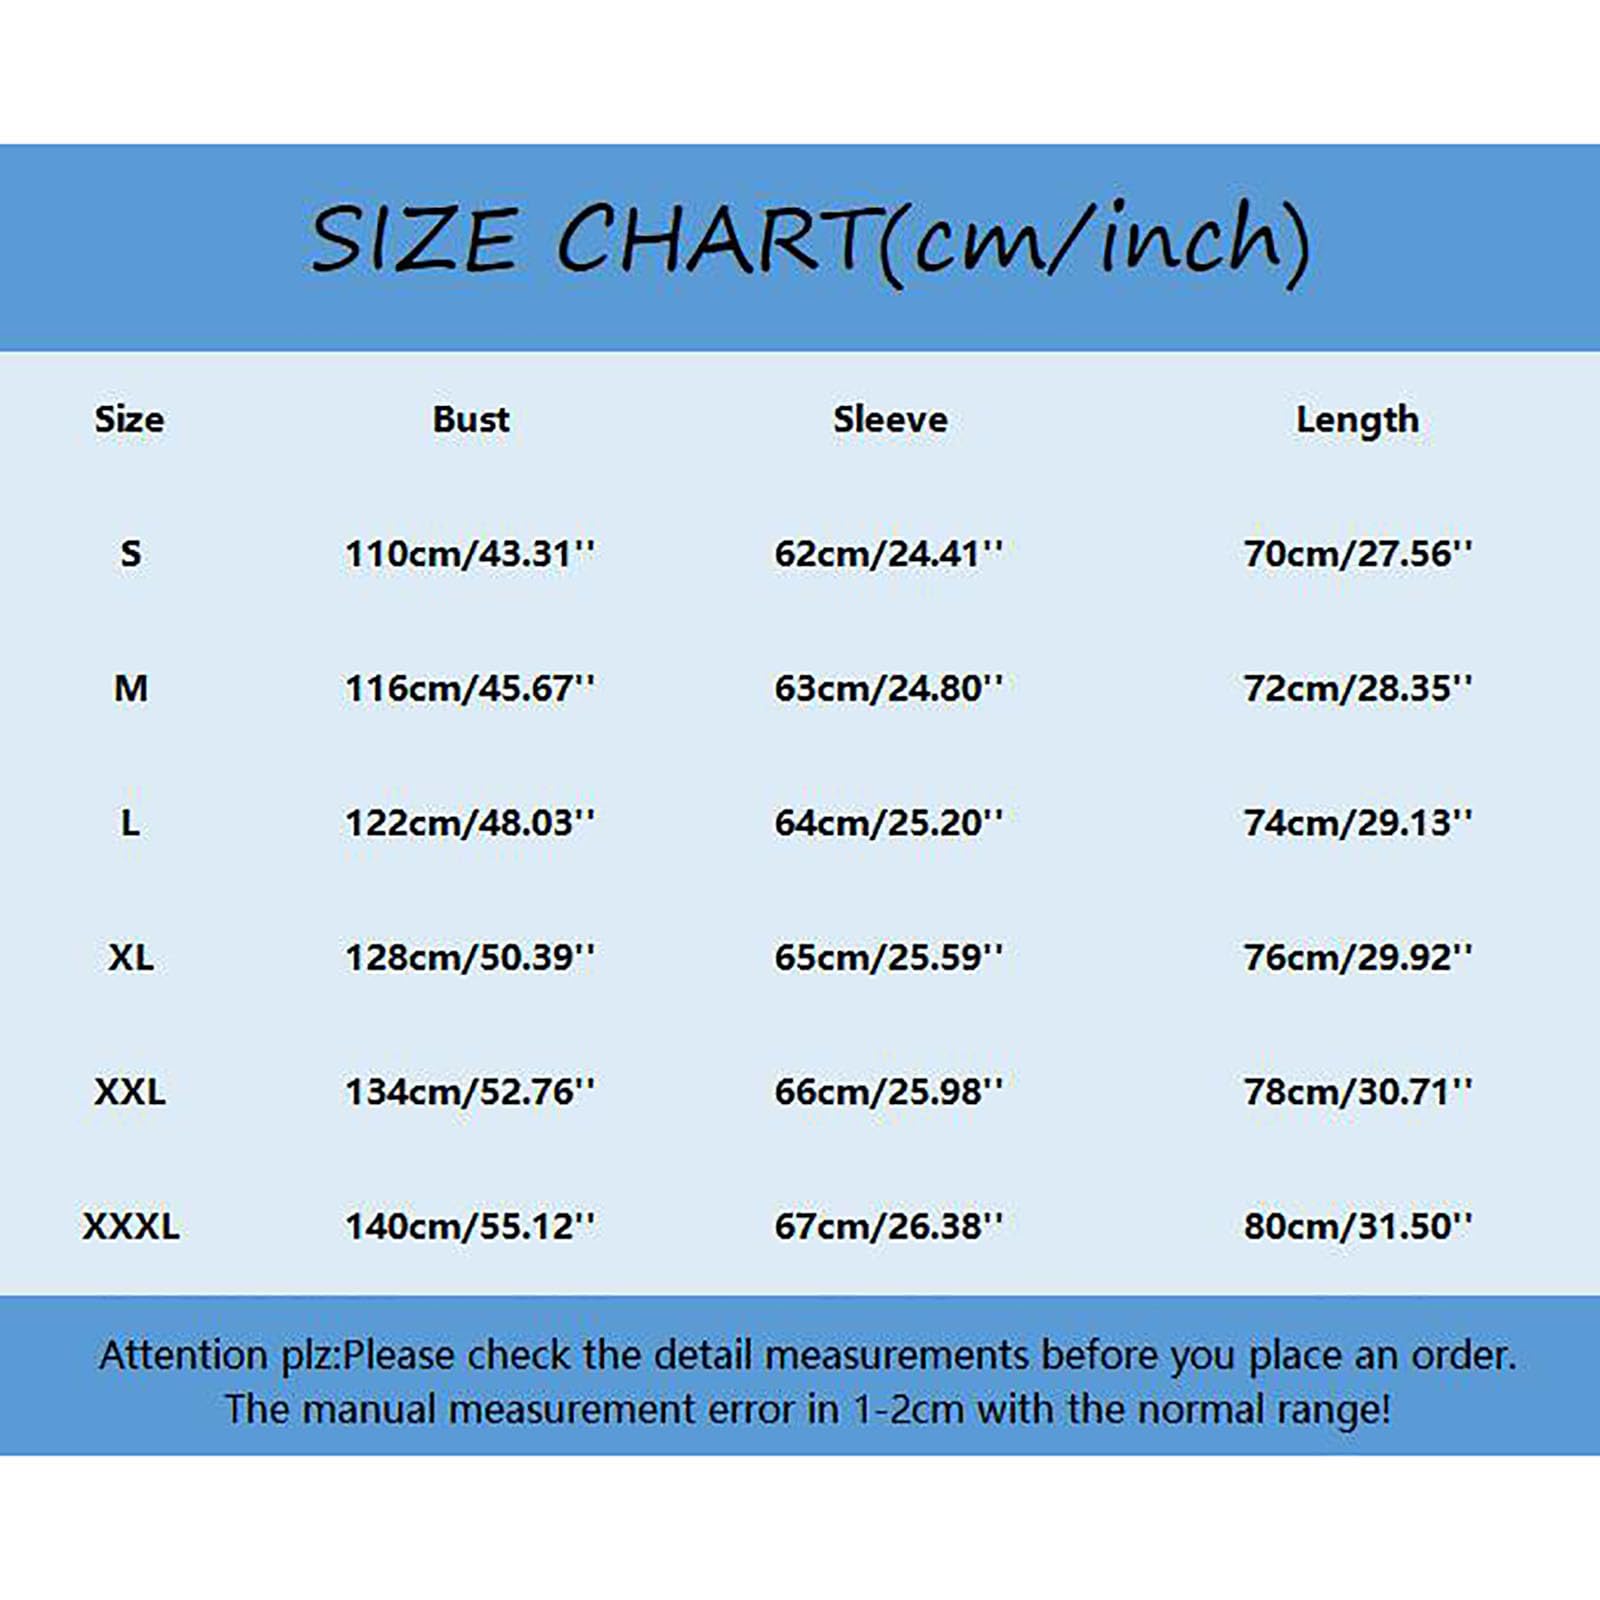 SIZE CHART(cm/inch)
Size Bust Sleeve Length
S 110cm/43.31'' 62cm/24.41'' 70cm/27.56''
M 116cm/45.67'' 63cm/24.80'' 72cm/28.35''
L 122cm/48.03'' 64cm/25.20'' 74cm/29.13''
XL 128cm/50.39'' 65cm/25.59'' 76cm/29.92''
XXL 134cm/52.76'' 66cm/25.98'' 78cm/30.71''
XXXL 140cm/55.12'' 67cm/26.38'' 80cm/31.50''
Attention plz:Please check the detail measurements before you place an order.
The manual measurement error in 1-2cm with the normal range!